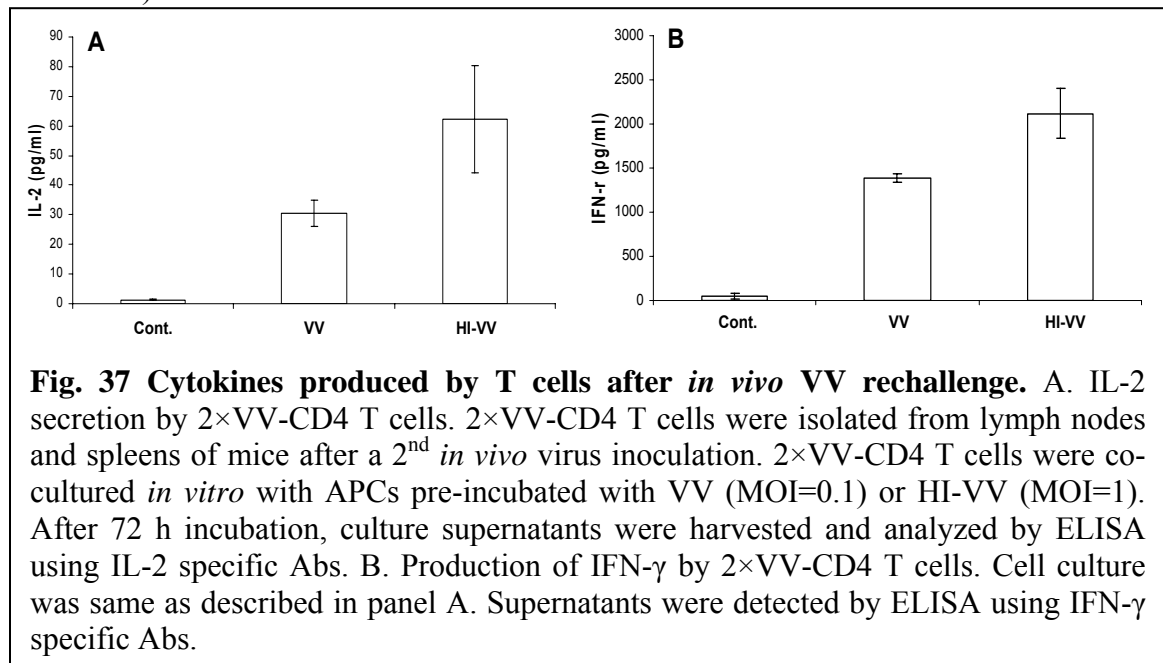 )
A
90
80
70
60
50
40
30
20
10
0
IL-2 (pg/ml)
Cont. VV HI-VV
B
3000
2500
2000
1500
1000
500
0
IFN-r (pg/ml)
Cont. VV HI-VV
Fig. 37 Cytokines produced by T cells after in vivo VV rechallenge. A. IL-2
secretion by 2×VV-CD4 T cells. 2×VV-CD4 T cells were isolated from lymph nodes
and spleens of mice after a 2nd in vivo virus inoculation. 2×VV-CD4 T cells were co-
cultured in vitro with APCs pre-incubated with VV (MOI=0.1) or HI-VV (MOI=1).
After 72 h incubation, culture supernatants were harvested and analyzed by ELISA
using IL-2 specific Abs. B. Production of IFN-γ by 2×VV-CD4 T cells. Cell culture
was same as described in panel A. Supernatants were detected by ELISA using IFN-γ
specific Abs.